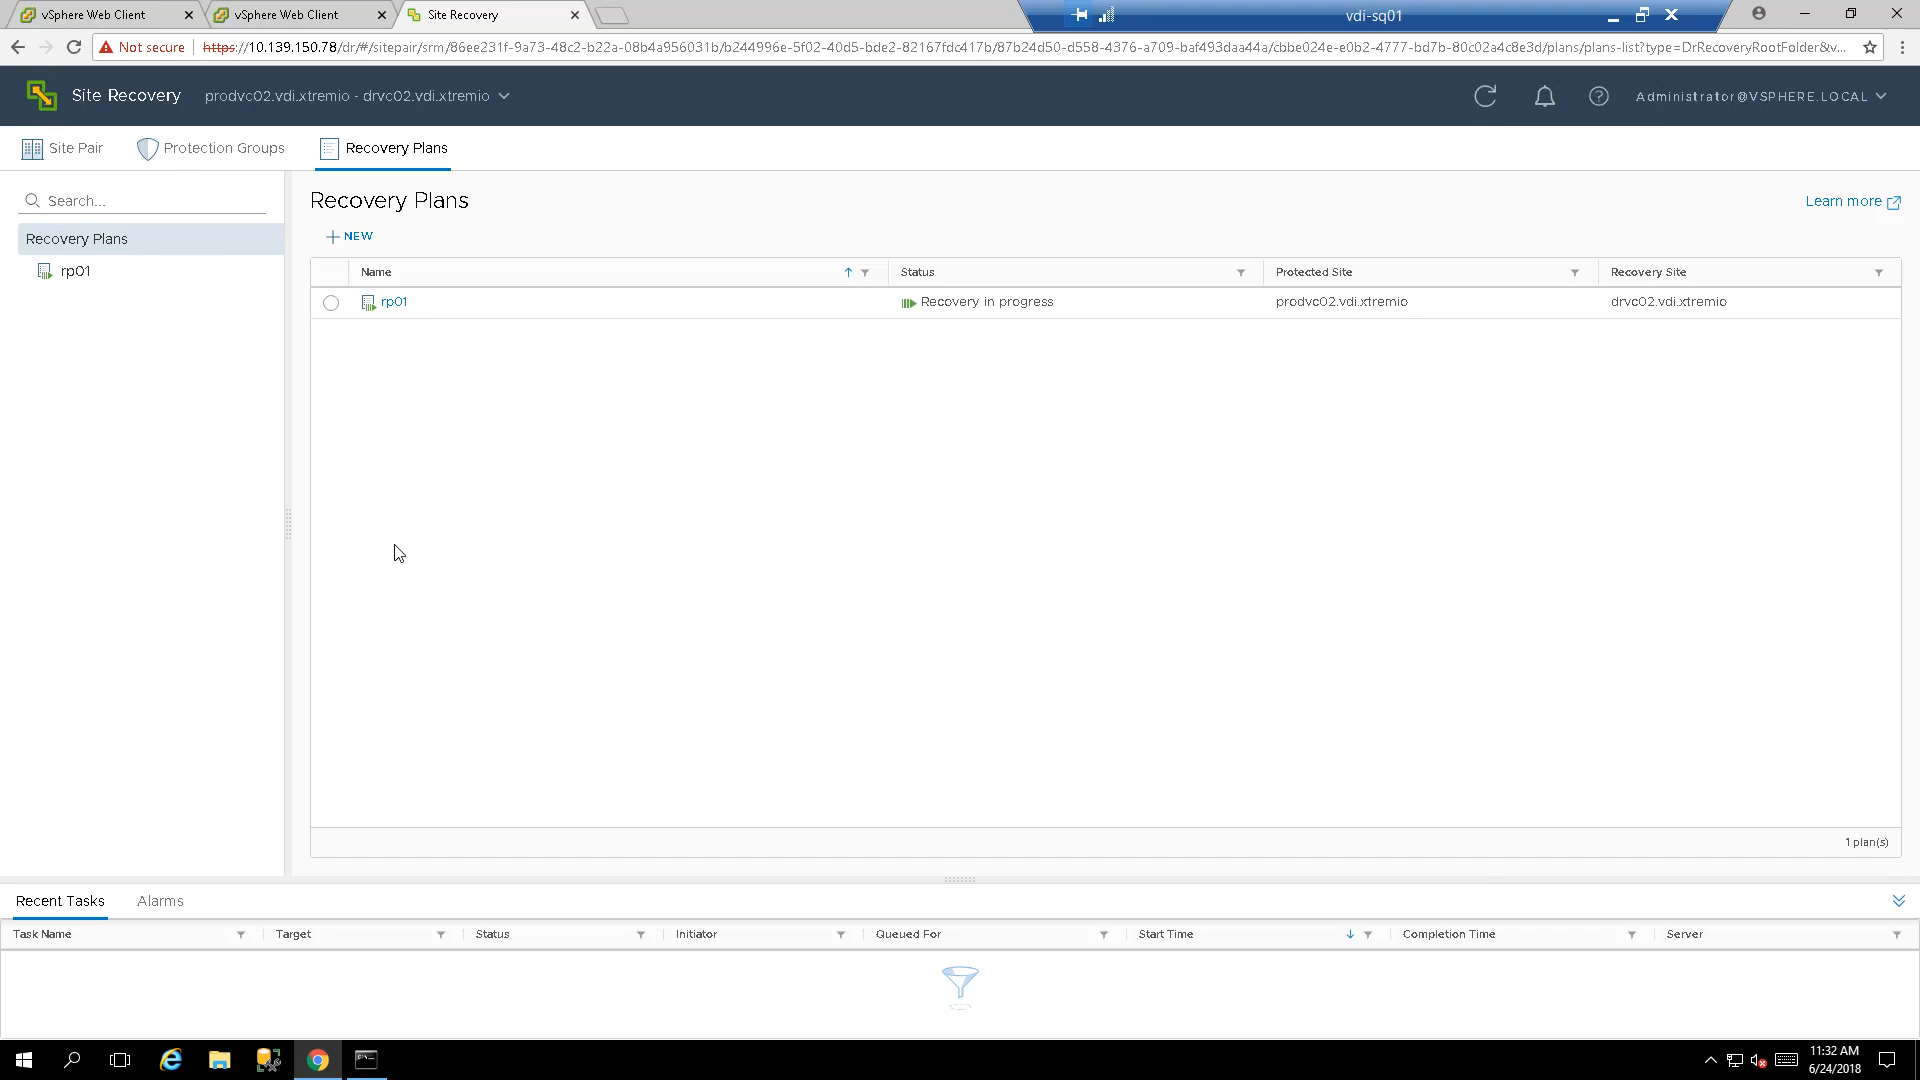 vSphere Web Client
vSphere Web Client
Site Recovery
vdi-sq01
Not secure
https://10.139.150.78/dr/#/sitepair/srm/86ee231f-9a73-48c2-b22a-08b4a956031b/b244996e-5f02-40d5-bde2-82167fdc417b/87b24d50-d558-4376-a709-baf493daa44a/cbbe024e-e0b2-4777-bd7b-80c02a4c8e3d/plans/plans-list?type=DrRecoveryRootFolder&v...
Site Recovery
prodvc02.vdi.xtremio - drvc02.vdi.xtremio
Administrator@VSPHERE.LOCAL
Site Pair
Protection Groups
Recovery Plans
Search...
Recovery Plans
rp01
Recovery Plans
Learn more
NEW
Name
Status
Protected Site
Recovery Site
rp01
Recovery in progress
prodvc02.vdi.xtremio
drvc02.vdi.xtremio
1 plan(s)
Recent Tasks
Alarms
Task Name
Target
Status
Initiator
Queued For
Start Time
Completion Time
Server
11:32 AM
6/24/2018